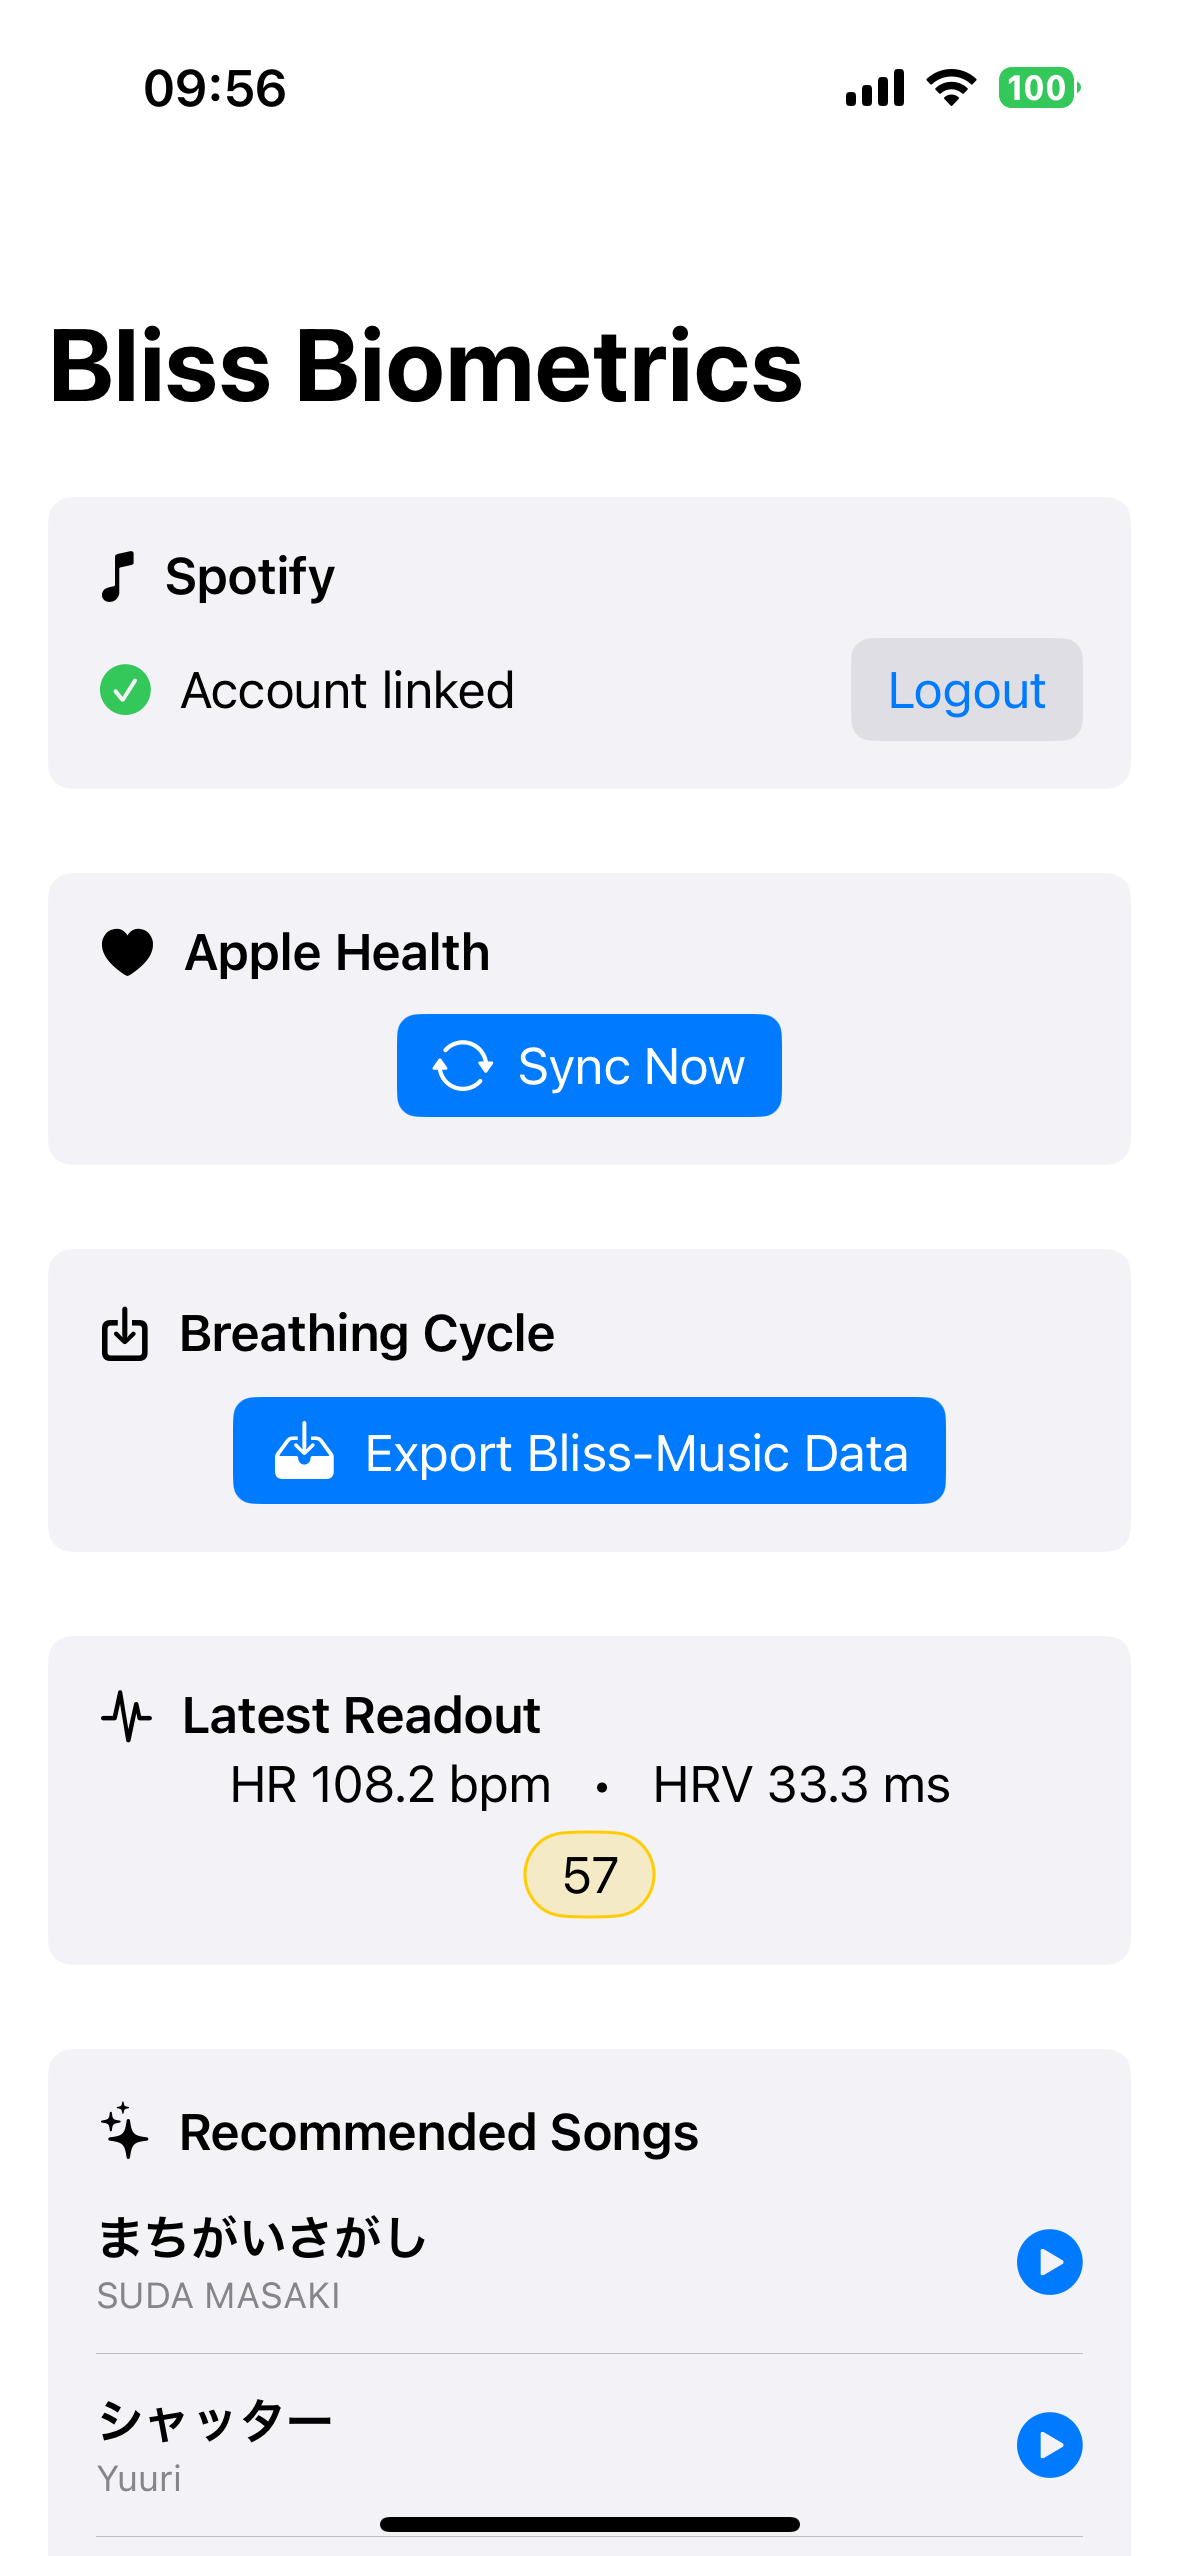 09:56
100
Bliss Biometrics
Spotify
Account linked
Logout
Apple Health
Sync Now
Breathing Cycle
Export Bliss-Music Data
Latest Readout
HR 108.2 bpm • HRV 33.3 ms
57
Recommended Songs
まちがいさがし
SUDA MASAKI
シャッター
Yuuri